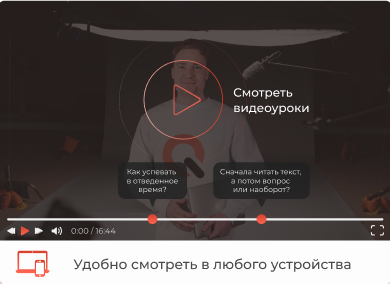 Смотреть
видеоуроки
Как успевать
в отведенное
время?
Сначала читать текст,
а потом вопрос
или наоборот?
0:00 / 16:44
Удобно смотреть в любого устройства